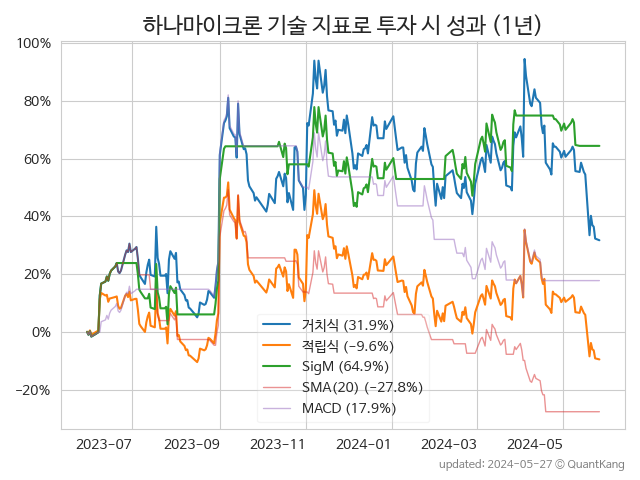 하나마이크론 기술 지표로 투자 시 성과 (1년)
100%
80%
60%
40%
20%
0%
−20%
거치식 (31.9%)
적립식 (−9.6%)
SigM (64.9%)
SMA(20) (−27.8%)
MACD (17.9%)
2023−07 2023−09 2023−11 2024−01 2024−03 2024−05
updated: 2024−05−27 © QuantKang